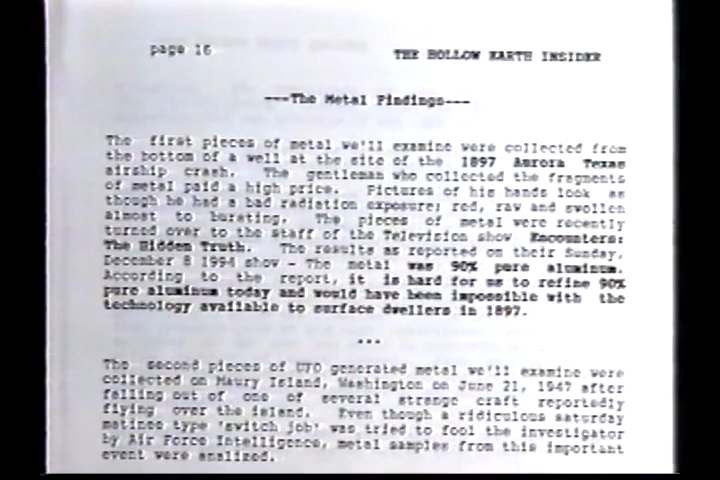 page 16 THE HOLLOW EARTH INSIDER
---The Metal Findings---
The first pieces of metal we'll examine were collected from
the bottom of a well at the site of the 1897 Aurora Texas
airship crash. The gentleman who collected the fragments
of metal paid a high price. Pictures of his hands look as
though he had a bad radiation exposure; red, raw and swollen
almost to bursting. The pieces of metal were recently
turned over to the staff of the Television show Encounters:
The Hidden Truth. The results as reported on their Sunday,
December 8 1994 show - The metal was 90% pure aluminum.
According to the report, it is hard for us to refine 90%
pure aluminum today and would have been impossible with the
technology available to surface dwellers in 1897.
...
The second pieces of UFO generated metal we'll examine were
collected on Maury Island, Washington on June 21, 1947 after
falling out of one of several strange craft reportedly
flying over the island. Even though a ridiculous saturday
matinee type 'switch job' was tried to fool the investigator
by Air Force Intelligence, metal samples from this important
event were analized.